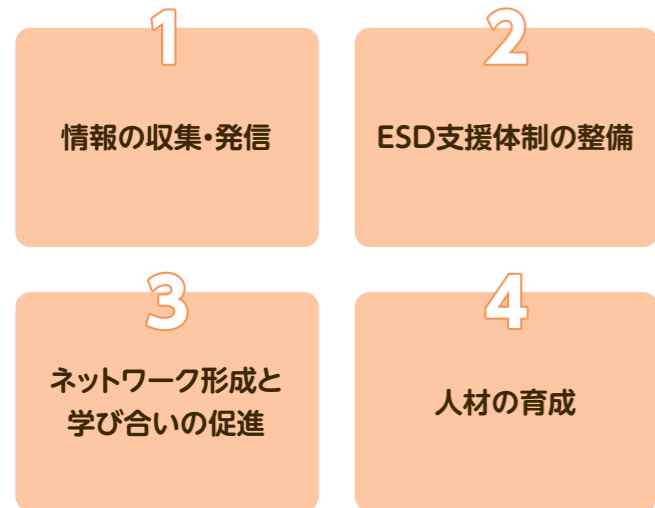 1
情報の収集・発信
2
ESD支援体制の整備
3
ネットワーク形成と
学び合いの促進
4
人材の育成